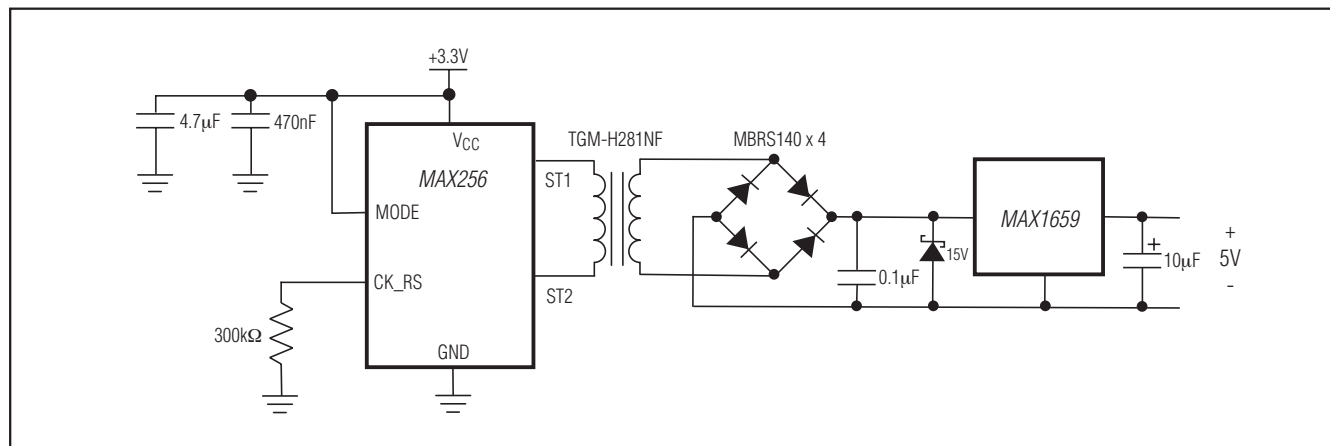 +3.3V
4.7μF
470nF
VCC
TGM-H281NF
MBRS140 x 4
MAX256
ST1
MODE
MAX1659
+
+
15V
10μF
5V
CK_RS
0.1μF
ST2
-
300kΩ
GND